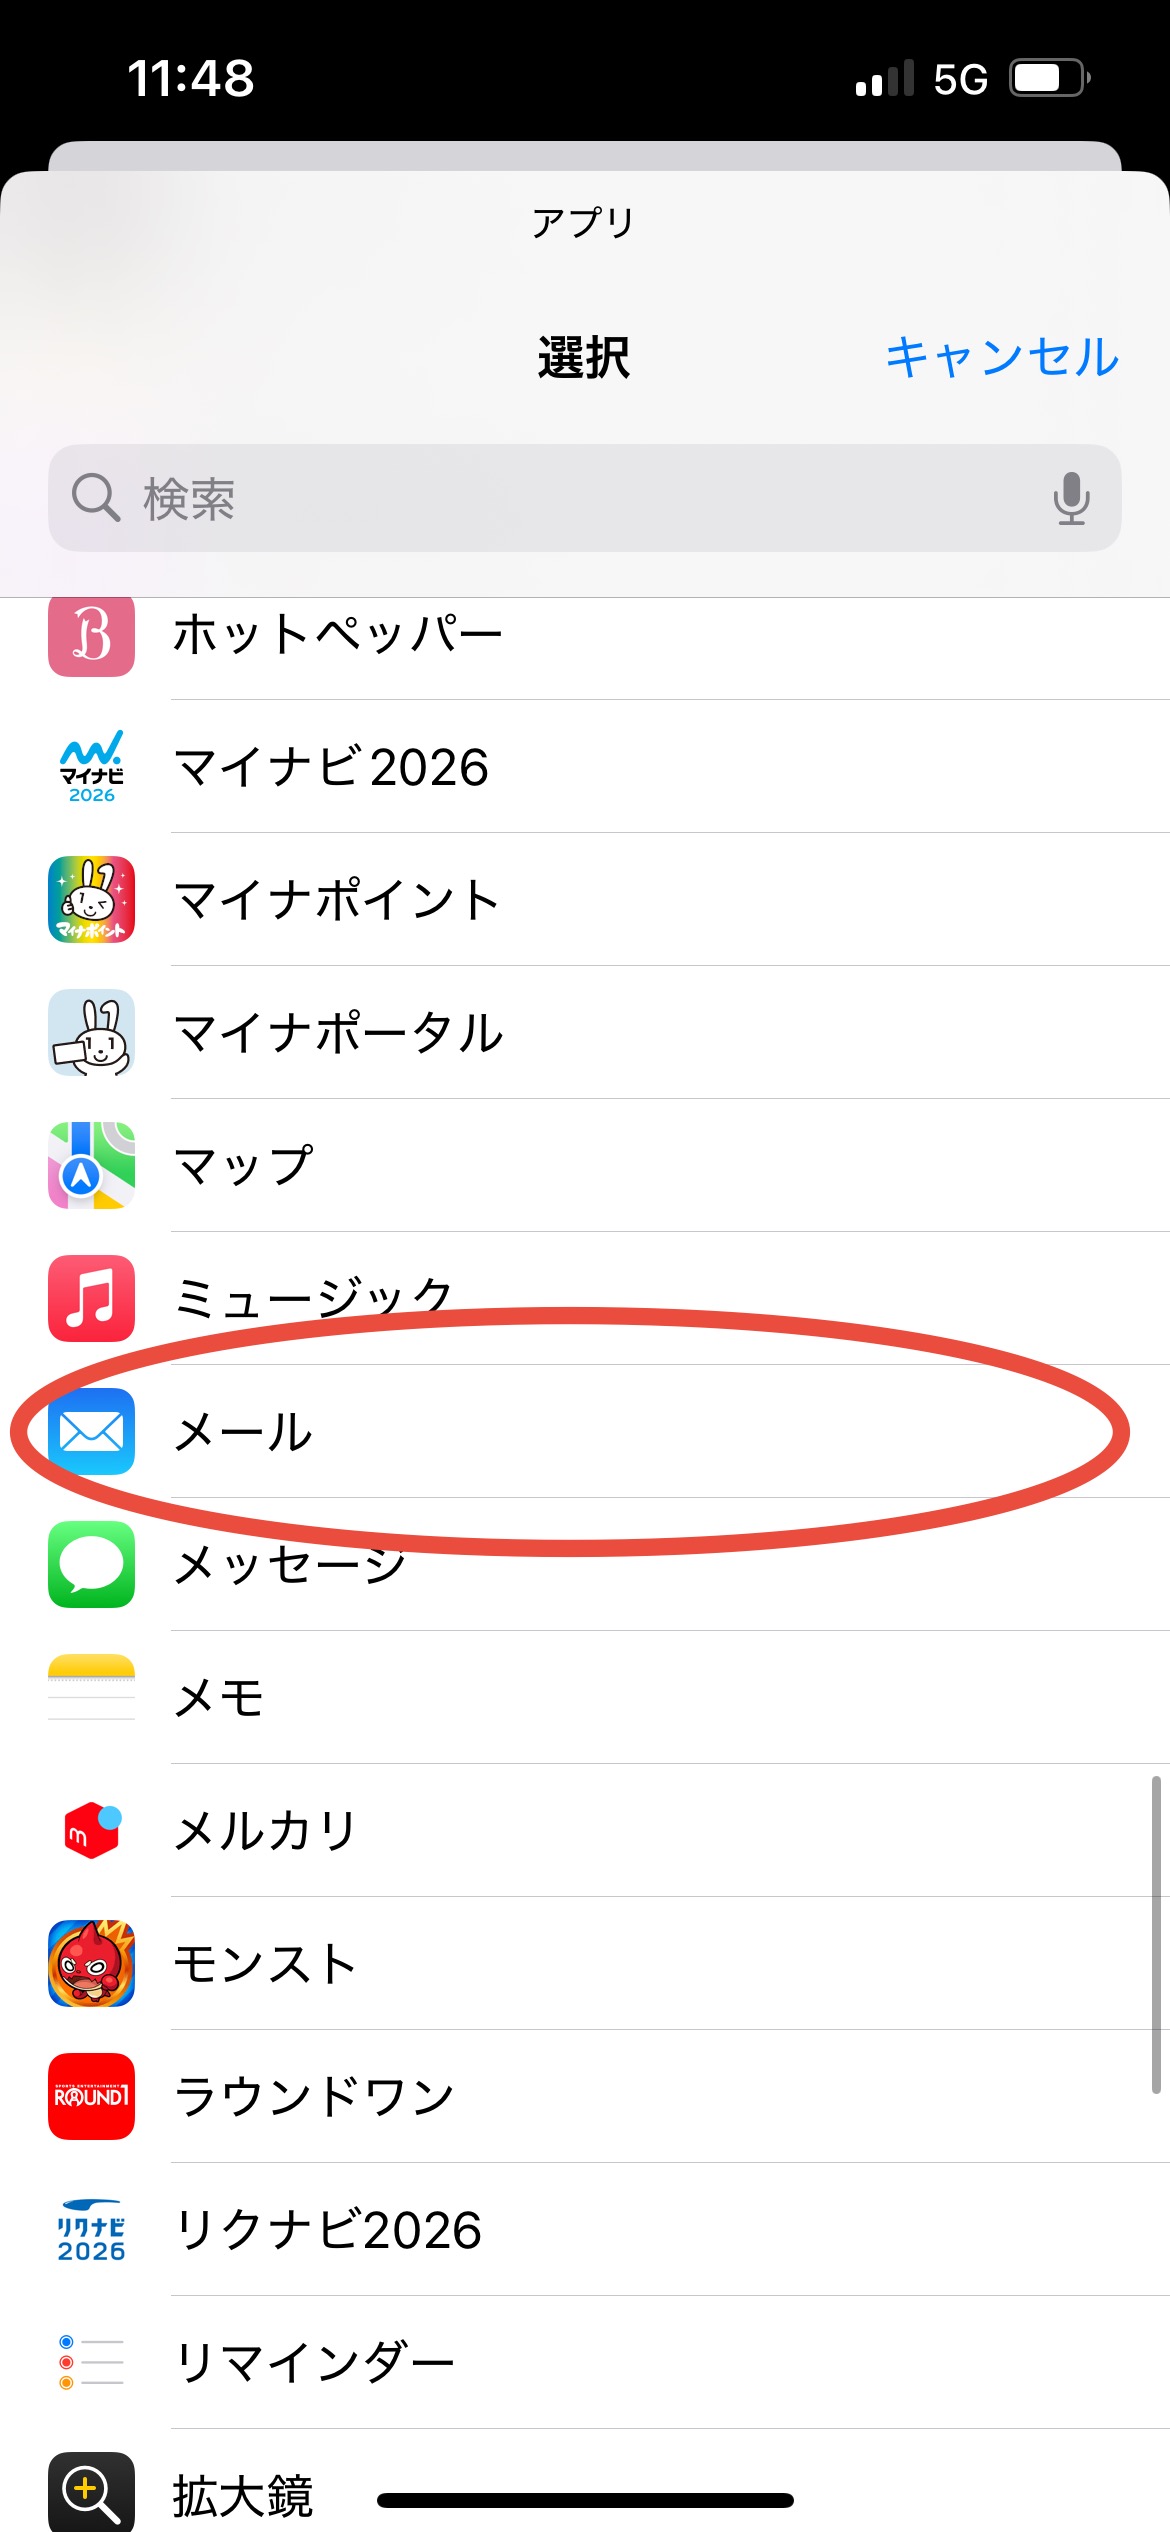 11:48
5G
アプリ
選択
キャンセル
検索
B
ホットペッパー
マイナビ
2026
マイナビ2026
マイナポイント
マイナポイント
マイナポータル
マップ
ミュージック
メール
メッセージ
メモ
m
メルカリ
モンスト
SPORTS ENTERTAINMENT
ROUND1
ラウンドワン
リクナビ
2026
リクナビ2026
リマインダー
拡大鏡